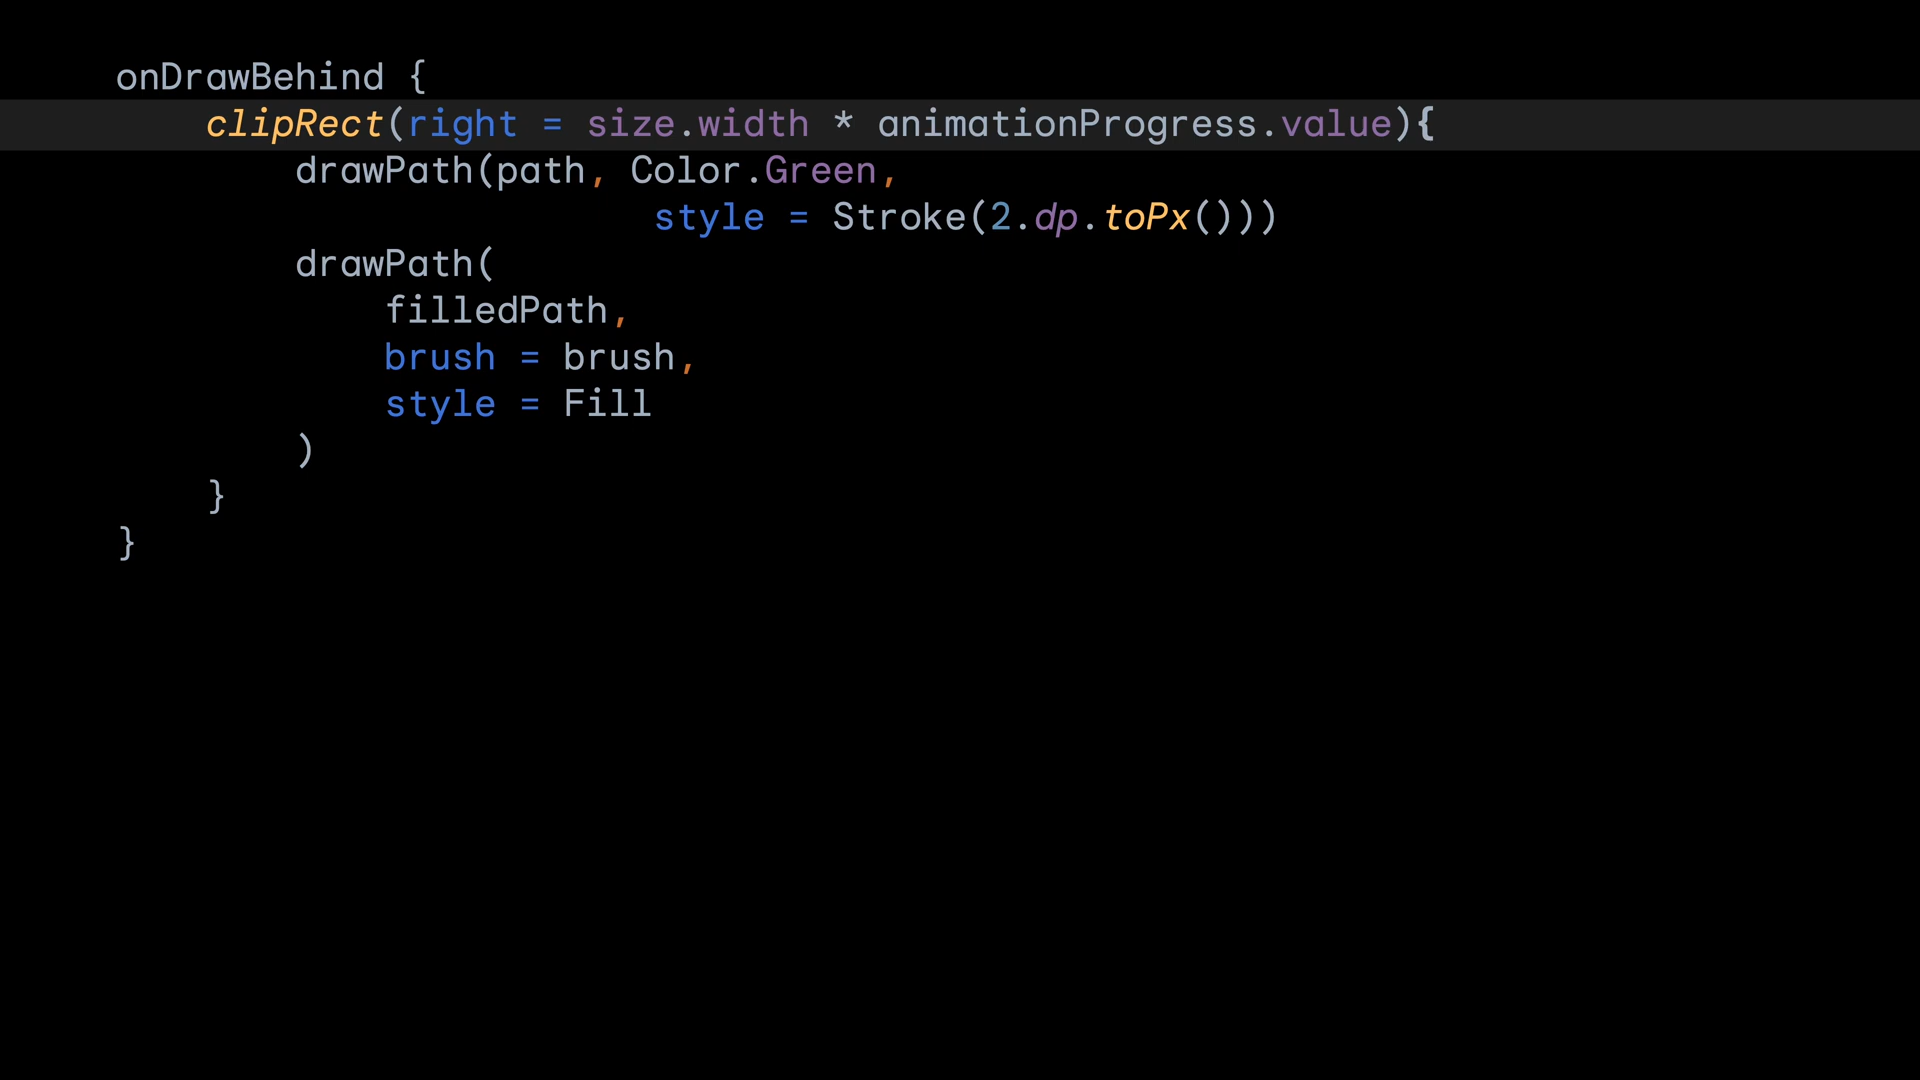 onDrawBehind {
clipRect(right = size.width * animationProgress.value){
drawPath(path, Color.Green,
style = Stroke(2.dp.toPx()))
drawPath(
filledPath,
brush = brush,
style = Fill
)
}
}